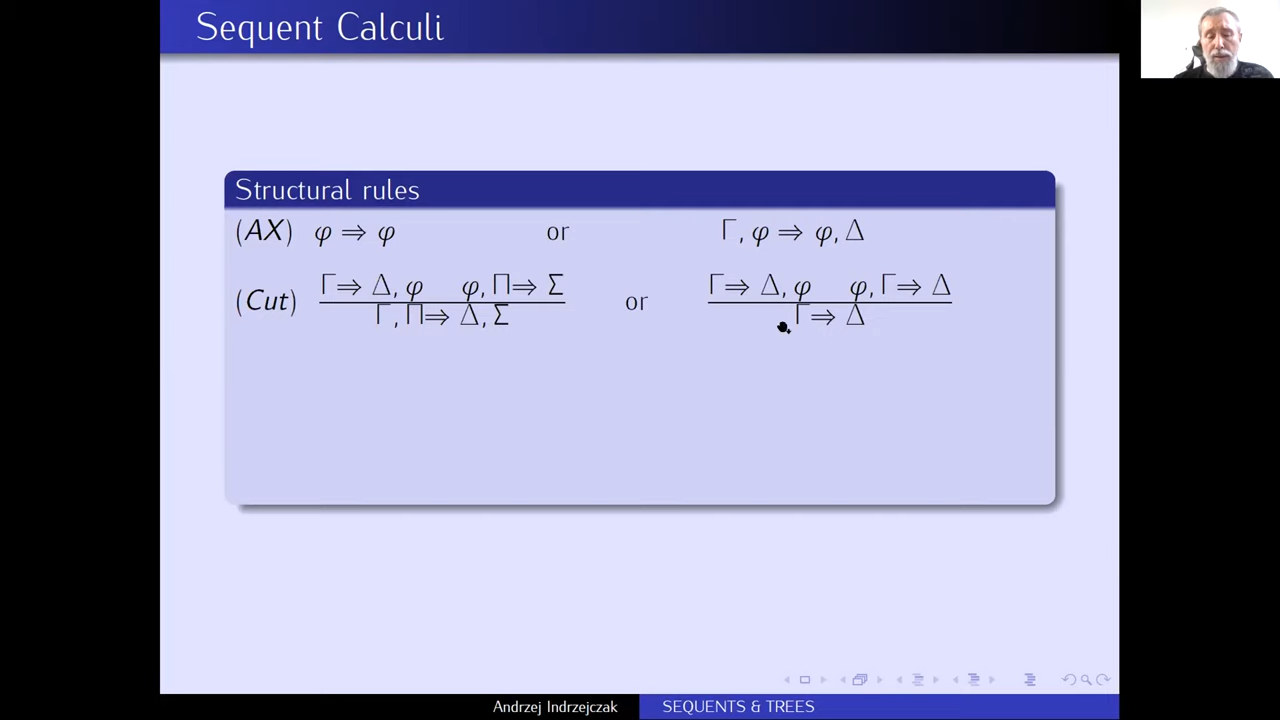 Sequent Calculi
Structural rules
(AX) φ ⇒ φ or Γ, φ ⇒ φ, Δ
Γ⇒ Δ, φ φ, Π⇒ Σ Γ⇒ Δ, φ φ, Γ⇒ Δ
(Cut) or
Γ, Π⇒ Δ, Σ Γ⇒ Δ
Andrzej Indrzejczak SEQUENTS & TREES